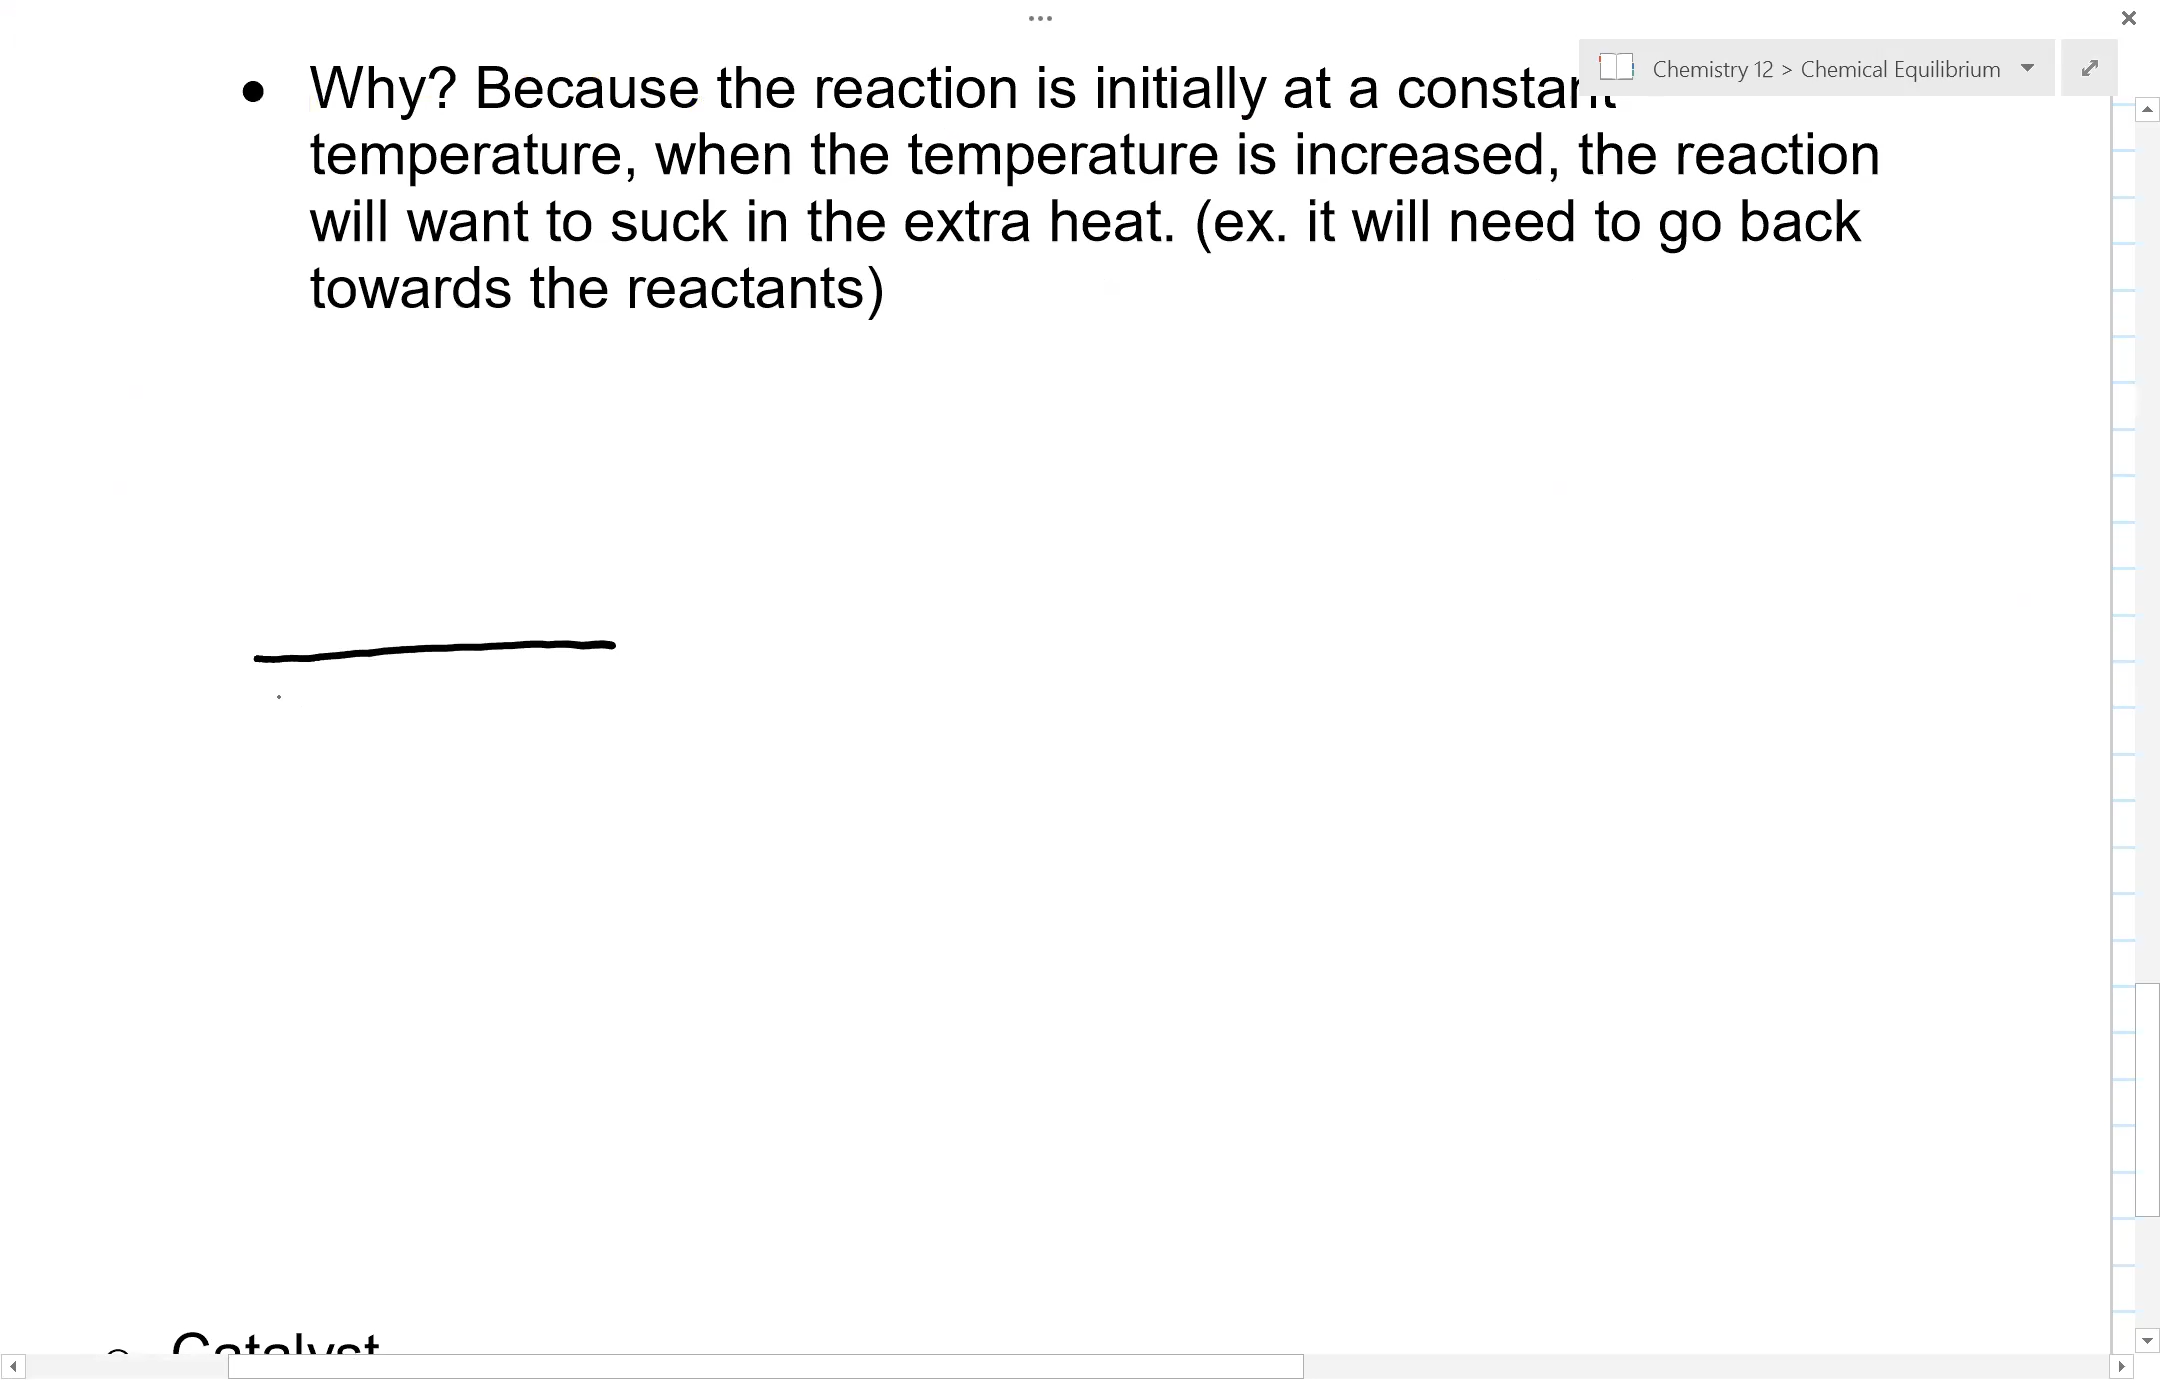 Chemistry 12 > Chemical Equilibrium
• Why? Because the reaction is initially at a constant
temperature, when the temperature is increased, the reaction
will want to suck in the extra heat. (ex. it will need to go back
towards the reactants)
Catalyst